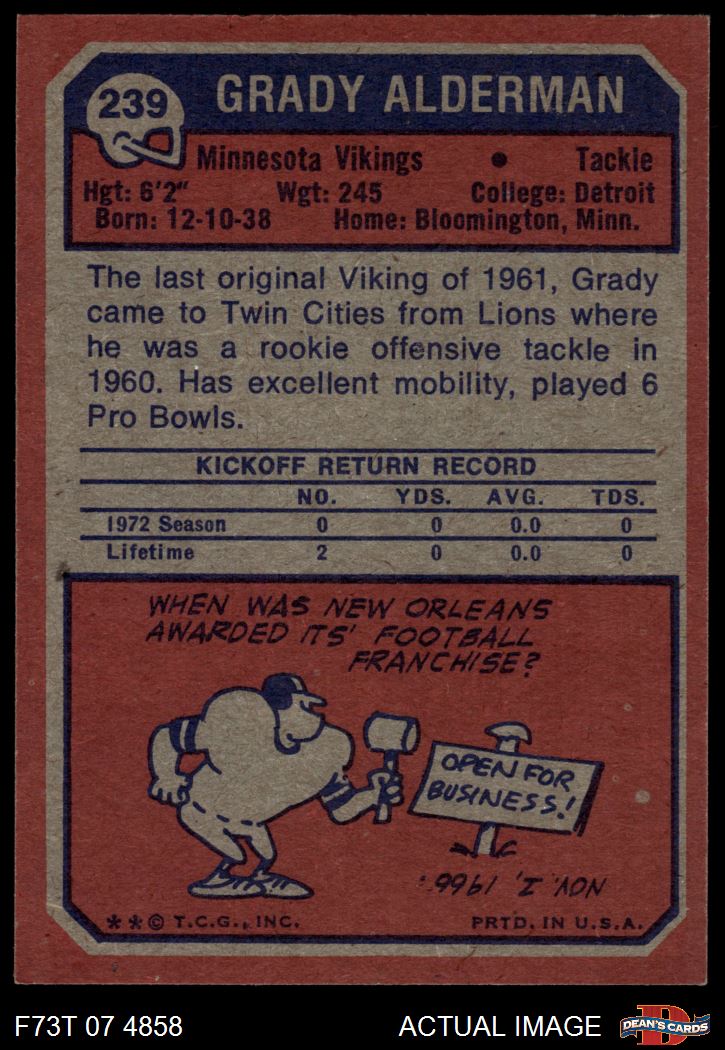 239
GRADY ALDERMAN
Minnesota Vikings • Tackle
Hgt: 6'2" Wgt: 245 College: Detroit
Born: 12-10-38 Home: Bloomington, Minn.
The last original Viking of 1961, Grady
came to Twin Cities from Lions where
he was a rookie offensive tackle in
1960. Has excellent mobility, played 6
Pro Bowls.
KICKOFF RETURN RECORD
NO. YDS. AVG. TDS.
1972 Season 0 0 0.0 0
Lifetime 2 0 0.0 0
WHEN WAS NEW ORLEANS
AWARDED ITS' FOOTBALL
FRANCHISE?
OPEN FOR
BUSINESS!
NOV. 1, 1966.
** © T.C.G., INC. PRTD. IN U.S.A.
F73T 07 4858 ACTUAL IMAGE DEAN'S CARDS